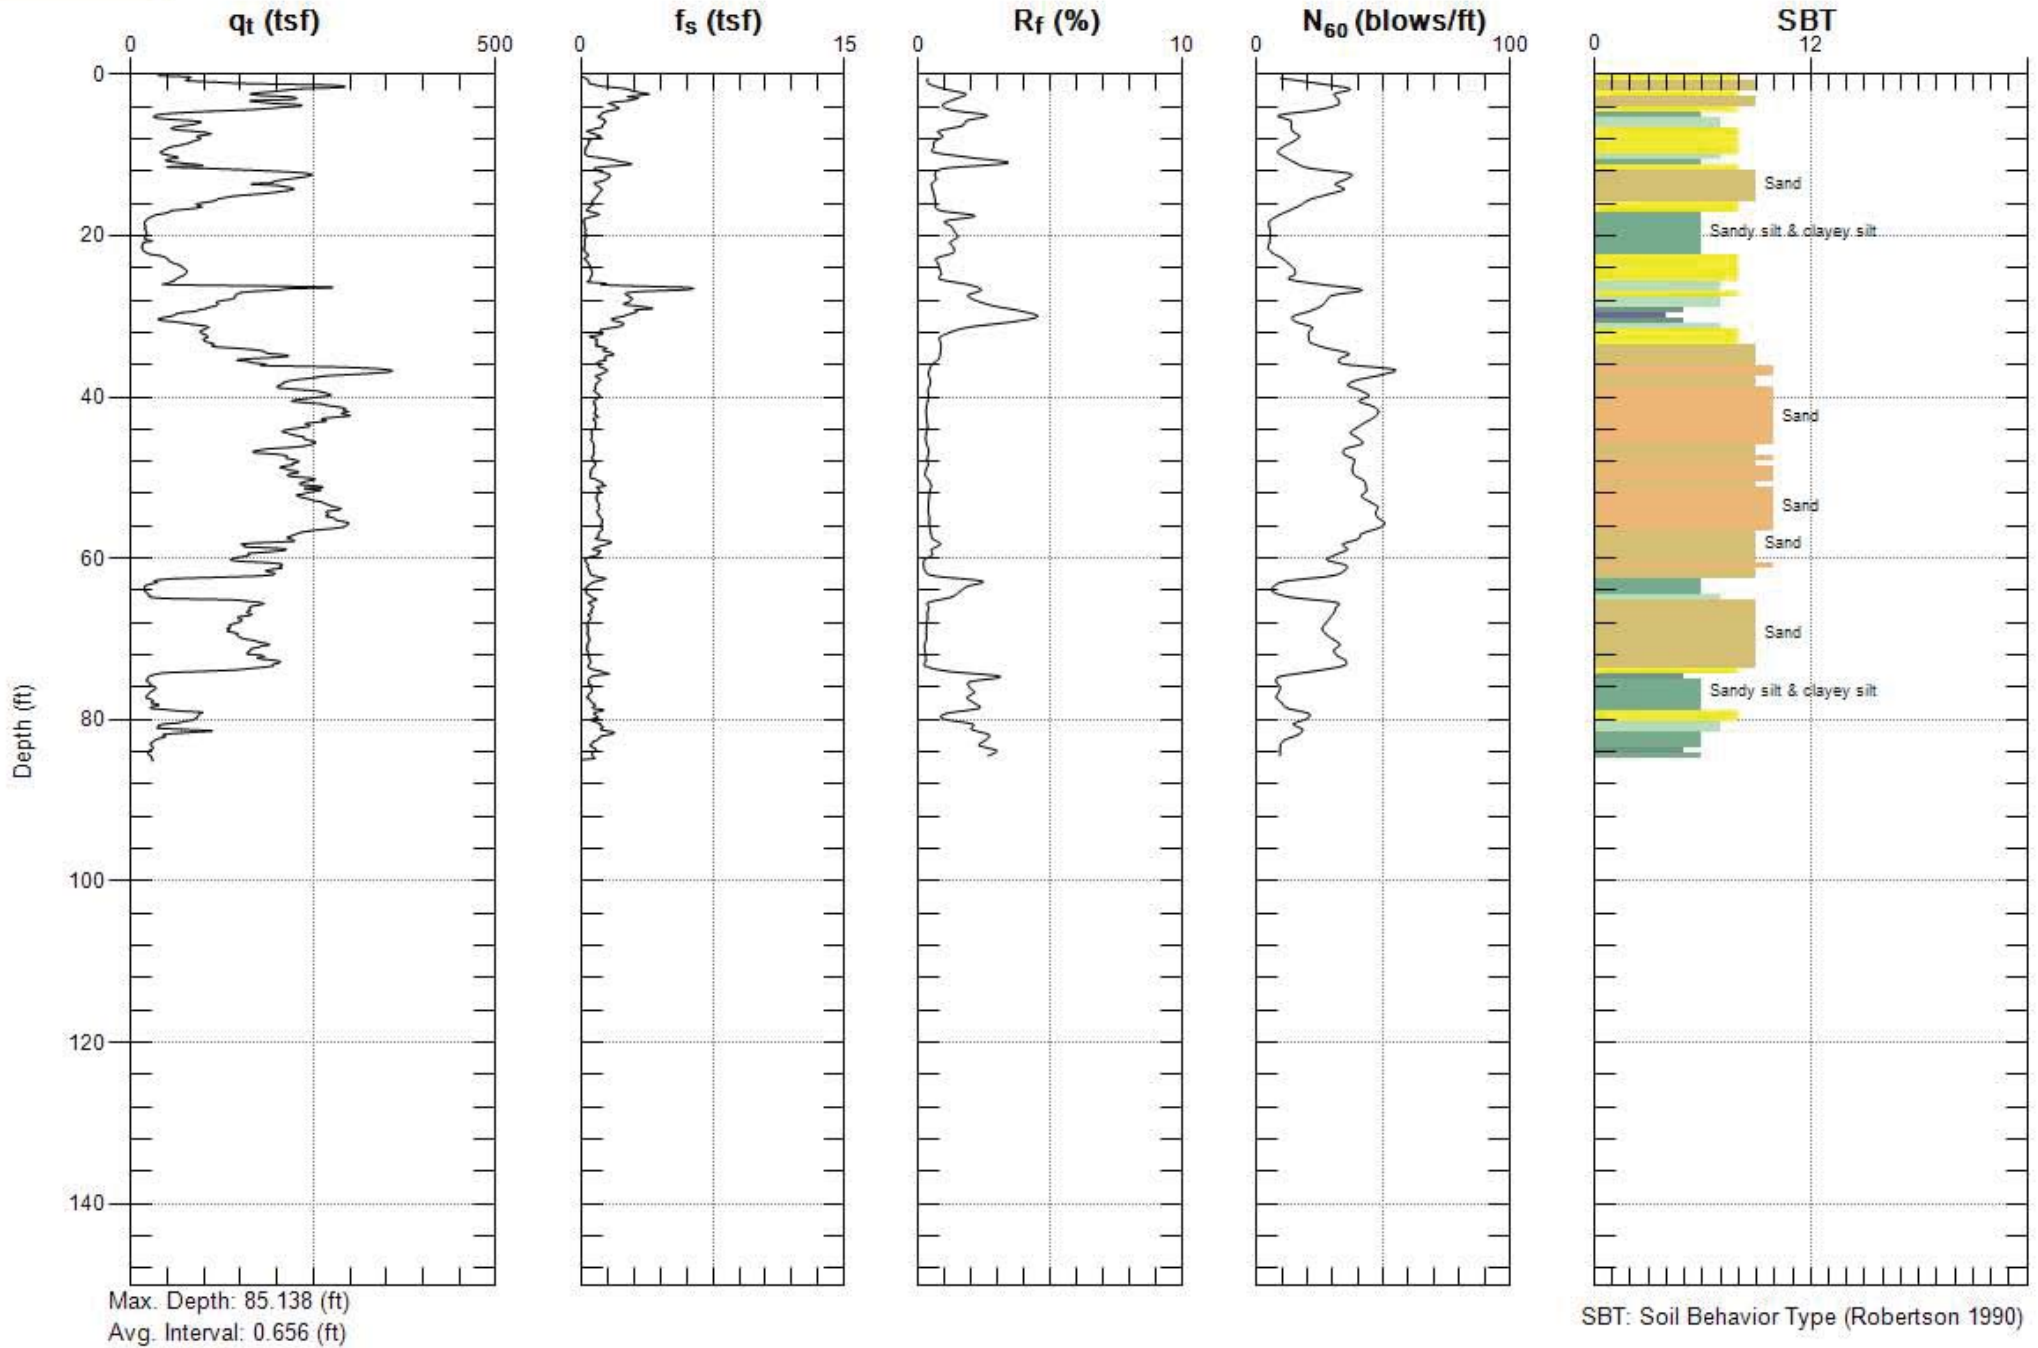 qt (tsf)
fs (tsf)
Rf (%)
N60 (blows/ft)
SBT
0
500
0
15
0
10
0
100
0
12
0
20
40
60
80
100
120
140
Depth (ft)
Sand
Sandy silt & clayey silt
Sand
Sand
Sand
Sand
Sandy silt & clayey silt
Max. Depth: 85.138 (ft)
Avg. Interval: 0.656 (ft)
SBT: Soil Behavior Type (Robertson 1990)